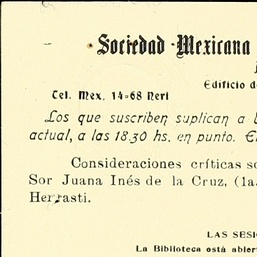 Sociedad Mexicana
Edificio d
Tel. Mex. 14-68 Neri
Los que suscriben suplican a
actual, a las 18.30 hs. en punto.
Consideraciones críticas
Sor Juana Inés de la Cruz, (1a.
Herrasti.
LAS SESI
La Biblioteca está abier